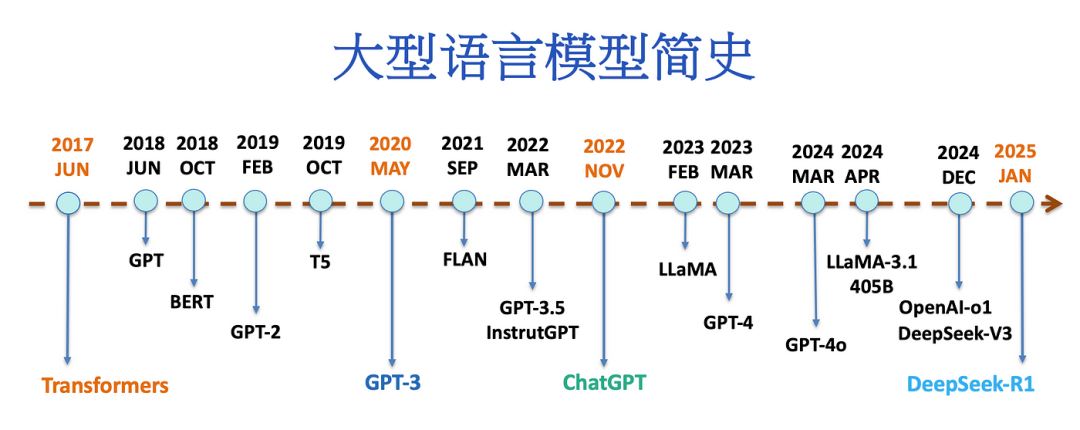 大型语言模型简史
2017 JUN
2018 JUN
2018 OCT
2019 FEB
2019 OCT
2020 MAY
2021 SEP
2022 MAR
2022 NOV
2023 FEB
2023 MAR
2024 MAR
2024 APR
2024 DEC
2025 JAN
Transformers
GPT
BERT
GPT-2
T5
GPT-3
FLAN
GPT-3.5
InstrutGPT
ChatGPT
LLaMA
GPT-4
GPT-4o
LLaMA-3.1
405B
OpenAI-o1
DeepSeek-V3
DeepSeek-R1